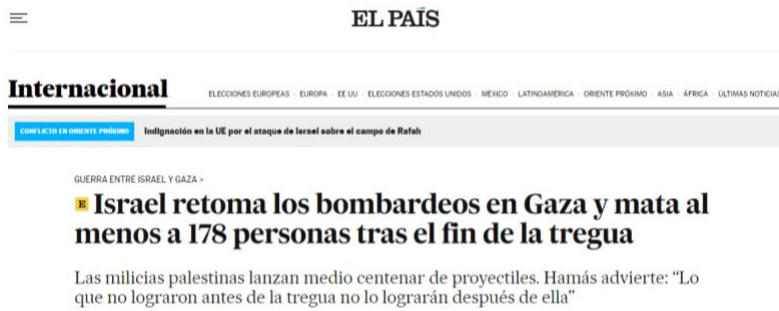 EL PAÍS
Internacional
ELECCIONES EUROPEAS · EUROPA · EE UU · ELECCIONES ESTADOS UNIDOS · MÉXICO · LATINOAMÉRICA · ORIENTE PRÓXIMO · ASIA · ÁFRICA · ÚLTIMAS NOTICIAS
CONFLICTO EN ORIENTE PRÓXIMO Indignación en la UE por el ataque de Israel sobre el campo de Rafah
GUERRA ENTRE ISRAEL Y GAZA >
E Israel retoma los bombardeos en Gaza y mata al
menos a 178 personas tras el fin de la tregua
Las milicias palestinas lanzan medio centenar de proyectiles. Hamás advierte: “Lo
que no lograron antes de la tregua no lo lograrán después de ella”